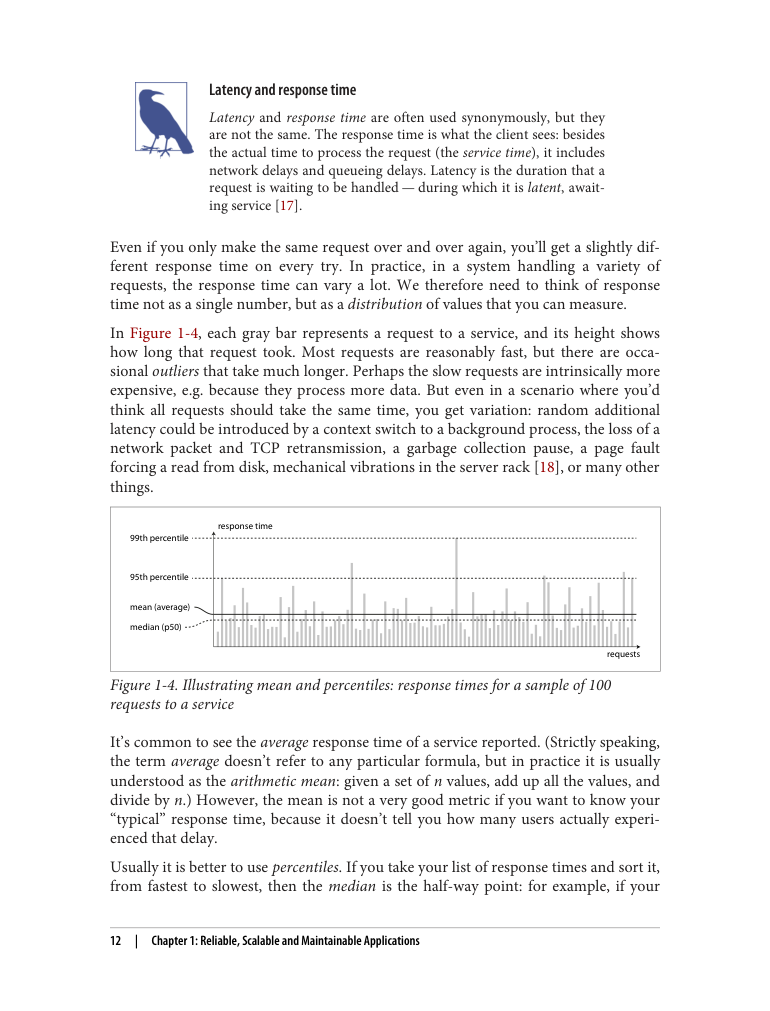 Latency and response time
Latency and response time are often used synonymously, but they
are not the same. The response time is what the client sees: besides
the actual time to process the request (the service time), it includes
network delays and queueing delays. Latency is the duration that a
request is waiting to be handled — during which it is latent, await-
ing service [17].
Even if you only make the same request over and over again, you’ll get a slightly dif-
ferent response time on every try. In practice, in a system handling a variety of
requests, the response time can vary a lot. We therefore need to think of response
time not as a single number, but as a distribution of values that you can measure.
In Figure 1-4, each gray bar represents a request to a service, and its height shows
how long that request took. Most requests are reasonably fast, but there are occa-
sional outliers that take much longer. Perhaps the slow requests are intrinsically more
expensive, e.g. because they process more data. But even in a scenario where you’d
think all requests should take the same time, you get variation: random additional
latency could be introduced by a context switch to a background process, the loss of a
network packet and TCP retransmission, a garbage collection pause, a page fault
forcing a read from disk, mechanical vibrations in the server rack [18], or many other
things.
response time
99th percentile
95th percentile
mean (average)
median (p50)
requests
Figure 1-4. Illustrating mean and percentiles: response times for a sample of 100
requests to a service
It’s common to see the average response time of a service reported. (Strictly speaking,
the term average doesn’t refer to any particular formula, but in practice it is usually
understood as the arithmetic mean: given a set of n values, add up all the values, and
divide by n.) However, the mean is not a very good metric if you want to know your
“typical” response time, because it doesn’t tell you how many users actually experi-
enced that delay.
Usually it is better to use percentiles. If you take your list of response times and sort it,
from fastest to slowest, then the median is the half-way point: for example, if your
12 | Chapter 1: Reliable, Scalable and Maintainable Applications